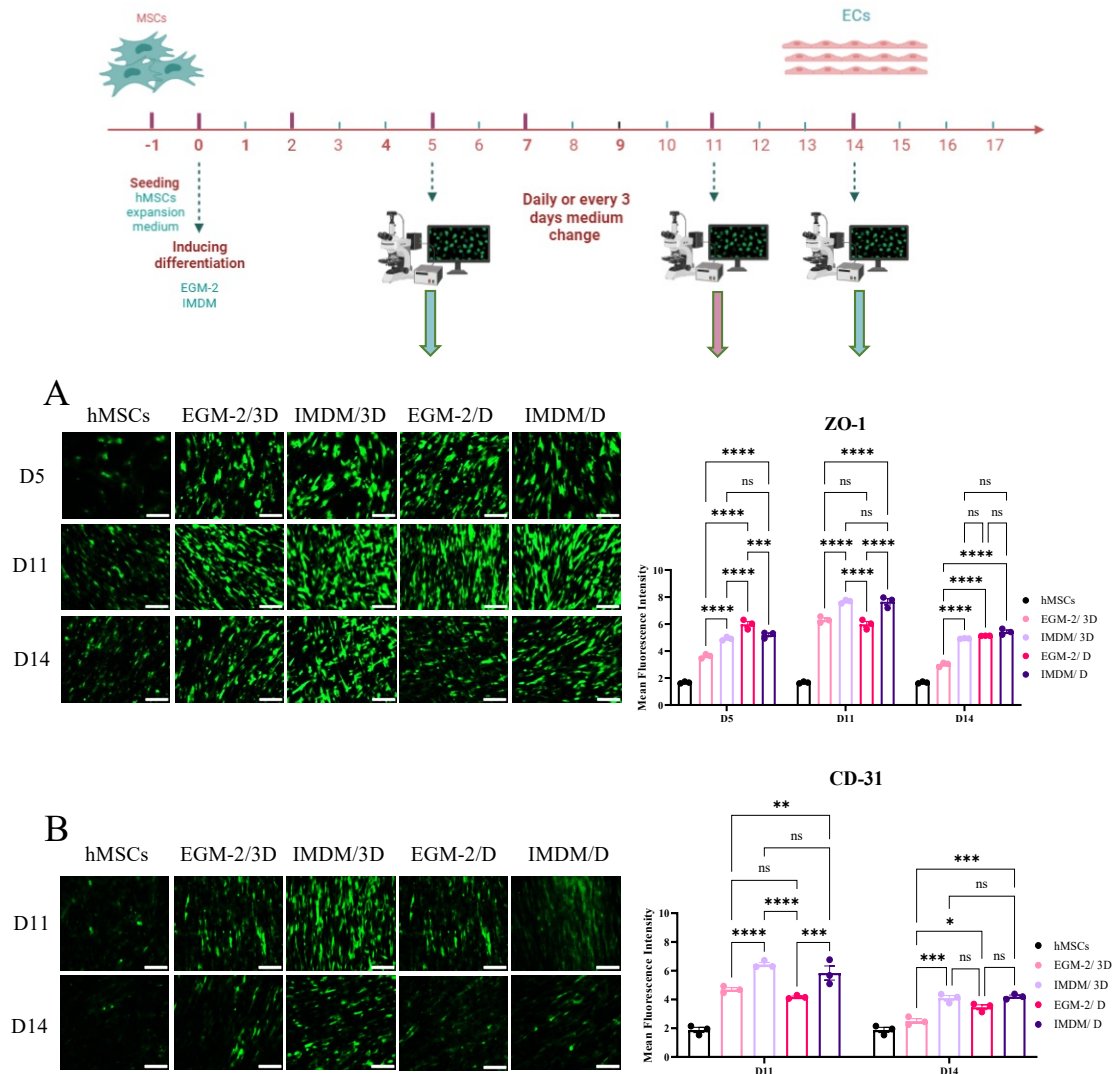 MSCs
ECs
-1 0 1 2 3 4 5 6 7 8 9 10 11 12 13 14 15 16 17
Seeding
hMSCs
expansion
medium
Inducing
differentiation
EGM-2
IMDM
Daily or every 3
days medium
change
A
hMSCs EGM-2/3D IMDM/3D EGM-2/D IMDM/D
D5
D11
D14
ZO-1
**** **** ****
ns ns ns
**** ns ns ns
*** ****
**** **** **** **** ****
**** ****
Mean Fluorescence Intensity
10
8
6
4
2
0
D5 D11 D14
hMSCs
EGM-2/ 3D
IMDM/ 3D
EGM-2/ D
IMDM/ D
B
hMSCs EGM-2/3D IMDM/3D EGM-2/D IMDM/D
D11
D14
CD-31
**
ns
***
ns
ns
****
*
**** ***
*** ns ns
Mean Fluorescence Intensity
10
8
6
4
2
0
D11 D14
hMSCs
EGM-2/ 3D
IMDM/ 3D
EGM-2/ D
IMDM/ D